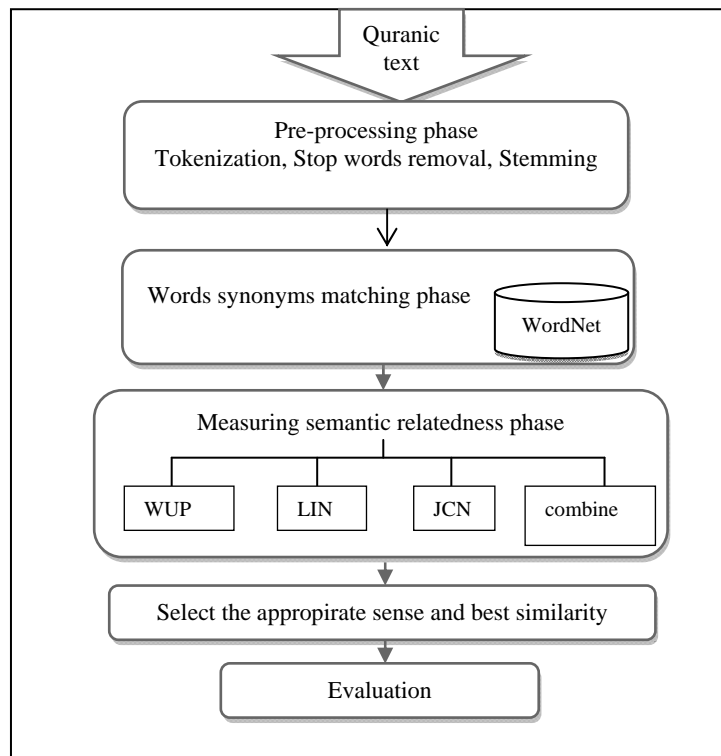 Quranic
text
Pre-processing phase
Tokenization, Stop words removal, Stemming
Words synonyms matching phase
WordNet
Measuring semantic relatedness phase
WUP
LIN
JCN
combine
Select the appropirate sense and best similarity
Evaluation